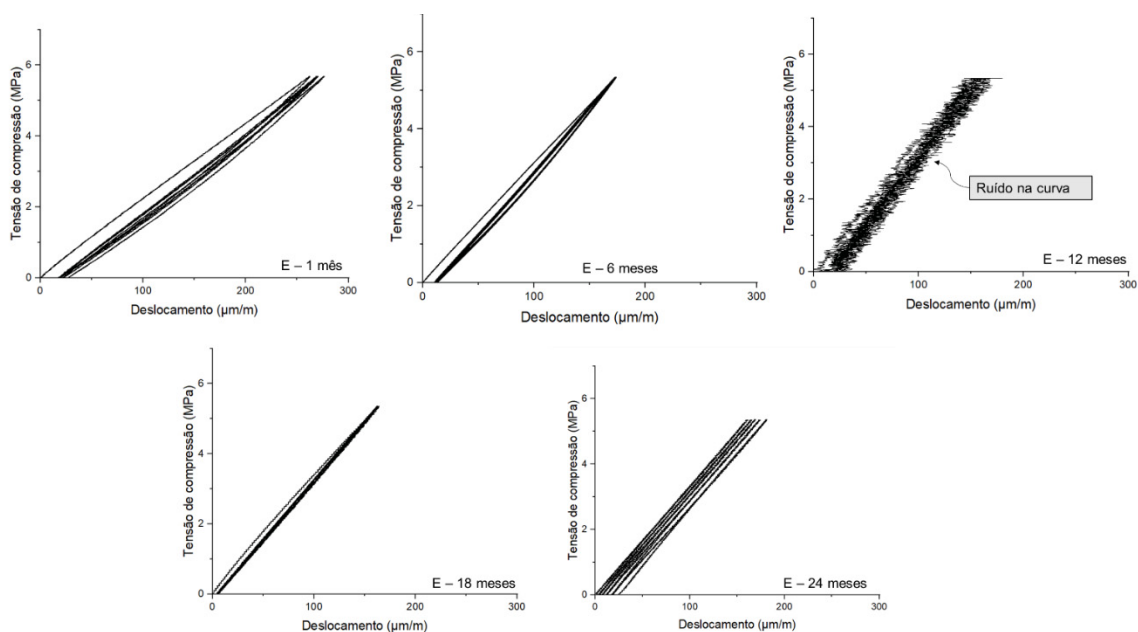 Tensão de compressão (MPa)
6
4
2
0
0
100
200
300
E – 1 mês
Deslocamento (µm/m)
Tensão de compressão (MPa)
6
4
2
0
0
100
200
300
E – 6 meses
Deslocamento (µm/m)
Tensão de compressão (MPa)
6
4
2
0
0
100
200
300
Ruído na curva
E – 12 meses
Deslocamento (µm/m)
Tensão de compressão (MPa)
6
4
2
0
0
100
200
300
E – 18 meses
Deslocamento (µm/m)
Tensão de compressão (MPa)
6
4
2
0
0
100
200
300
E – 24 meses
Deslocamento (µm/m)